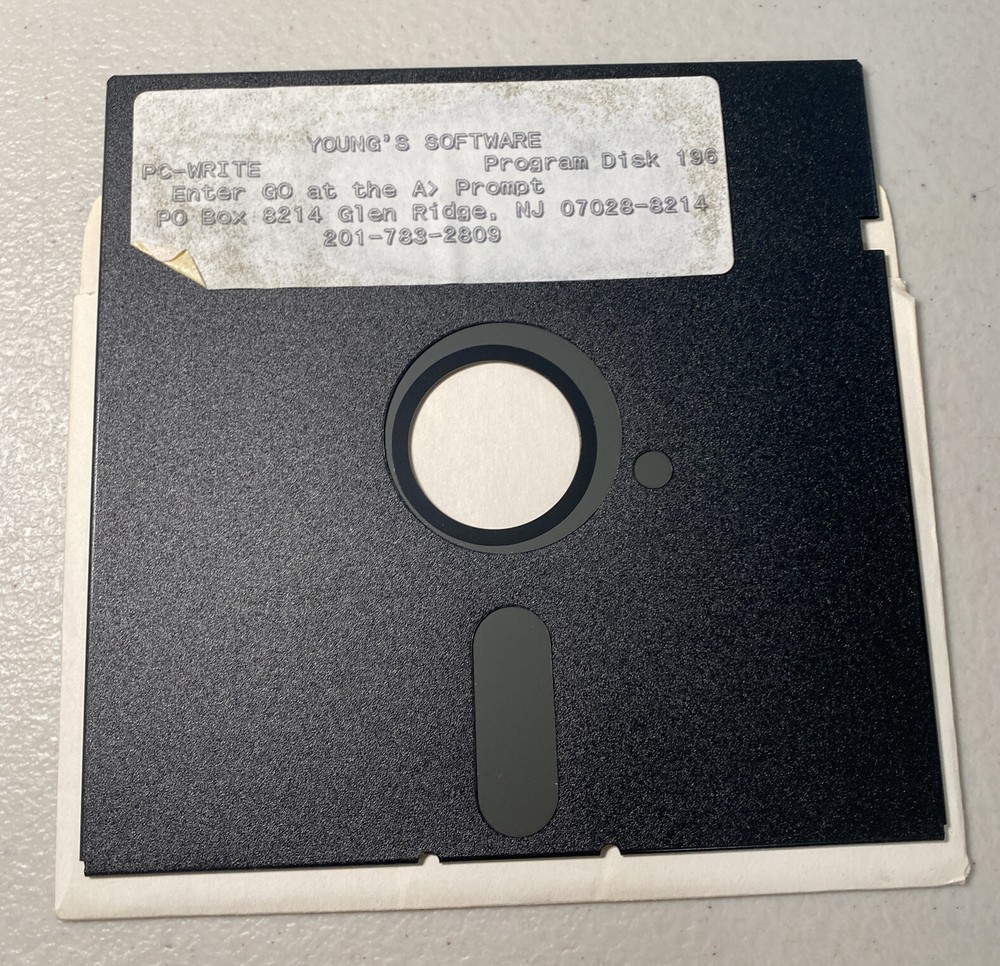 YOUNG'S SOFTWARE
PC-WRITE Program Disk 196
Enter GO at the A> Prompt
PO Box 8214 Glen Ridge, NJ 07028-8214
201-783-2809